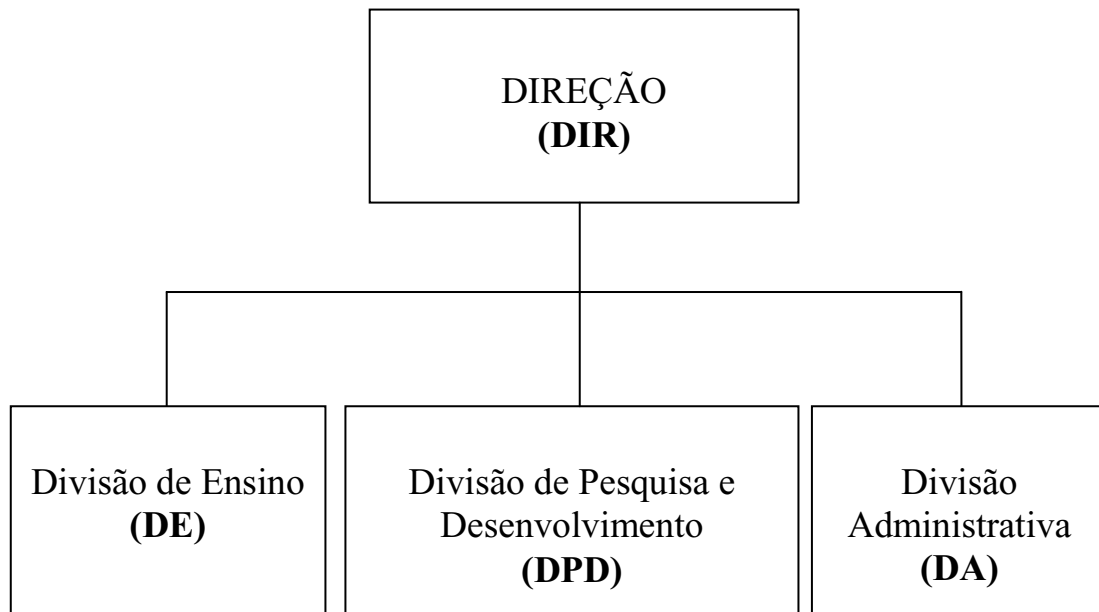 DIREÇÃO
(DIR)
Divisão de Ensino
(DE)
Divisão de Pesquisa e
Desenvolvimento
(DPD)
Divisão
Administrativa
(DA)